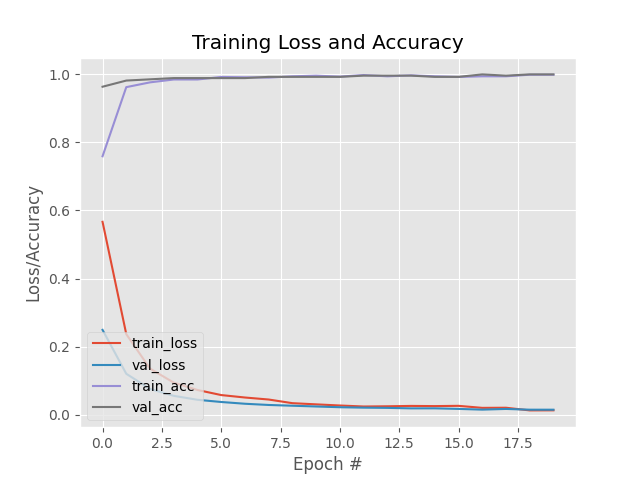 Training Loss and Accuracy
Loss/Accuracy
1.0
0.8
0.6
0.4
0.2
0.0
train_loss
val_loss
train_acc
val_acc
0.0 2.5 5.0 7.5 10.0 12.5 15.0 17.5
Epoch #